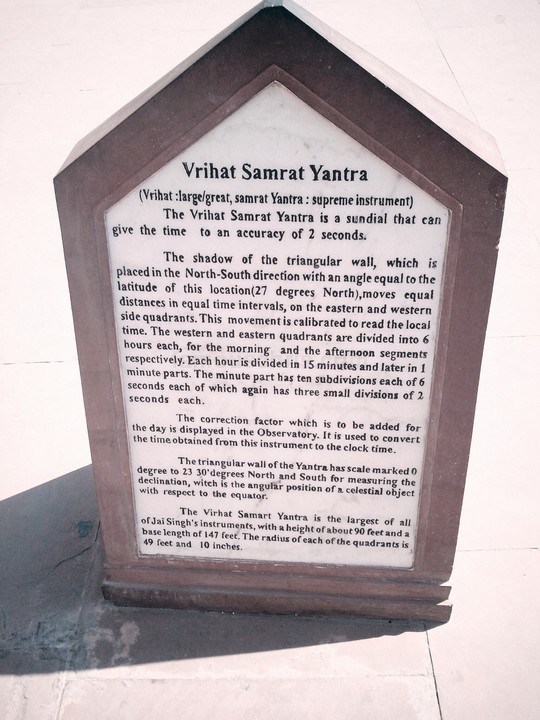 Vrihat Samrat Yantra
(Vrihat :large/great, samrat Yantra : supreme instrument)
The Vrihat Samrat Yantra is a sundial that can
give the time to an accuracy of 2 seconds.
The shadow of the triangular wall, which is
placed in the North-South direction with an angle equal to the
latitude of this location(27 degrees North),moves equal
distances in equal time intervals, on the eastern and western
side quadrants. This movement is calibrated to read the local
time. The western and eastern quadrants are divided into 6
hours each, for the morning and the afternoon segments
respectively. Each hour is divided in 15 minutes and later in 1
minute parts. The minute part has ten subdivisions each of 6
seconds each of which again has three small divisions of 2
seconds each.
The correction factor which is to be added for
the day is displayed in the Observatory. It is used to convert
the time obtained from this instrument to the clock time.
The triangular wall of the Yantra has scale marked 0
degree to 23 30'degrees North and South for measuring the
declination, witch is the angular position of a celestial object
with respect to the equator.
The Virhat Samart Yantra is the largest of all
of Jai Singh's instruments, with a height of about 90 feet and a
base length of 147 feet. The radius of each of the quadrants is
49 feet and 10 inches.